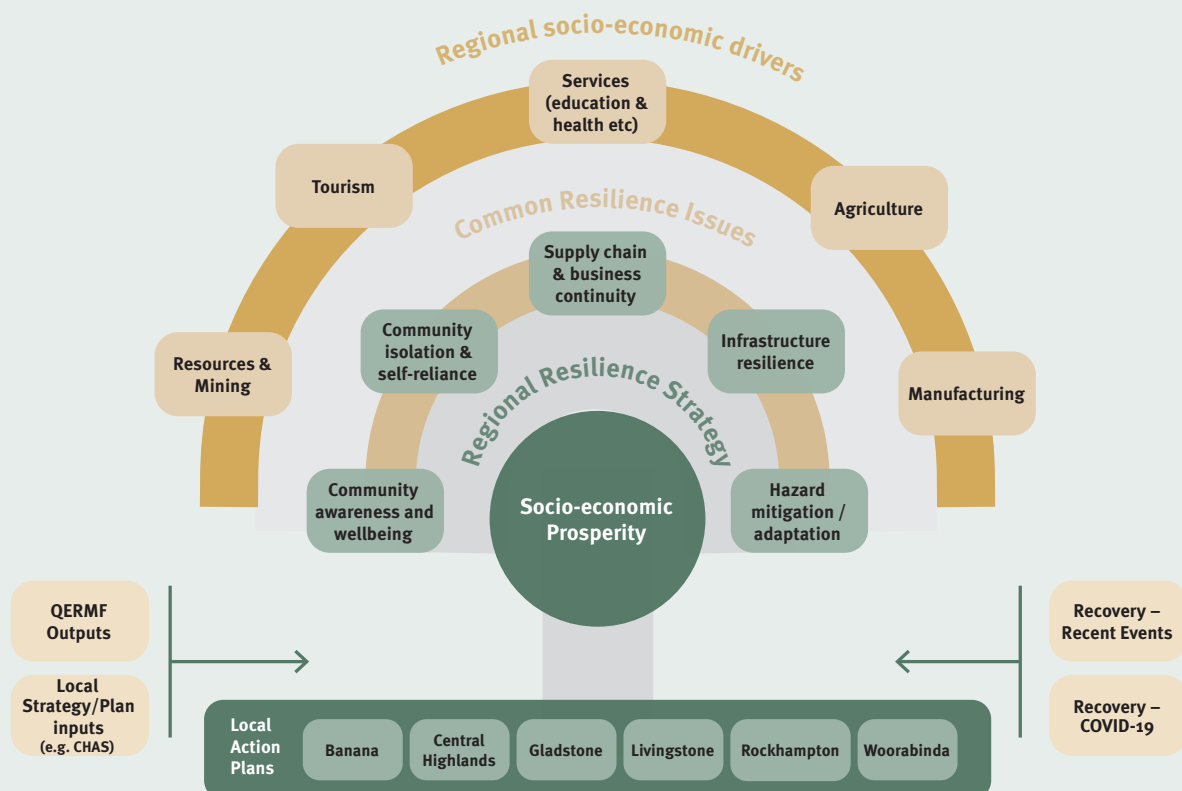 Regional socio-economic drivers
Services
(education &
health etc)
Tourism
Agriculture
Resources &
Mining
Manufacturing
Common Resilience Issues
Supply chain
& business
continuity
Community
isolation &
self-reliance
Infrastructure
resilience
Community
awareness and
wellbeing
Hazard
mitigation /
adaptation
Regional Resilience Strategy
Socio-economic
Prosperity
QERMF
Outputs
Local
Strategy/Plan
inputs
(e.g. CHAS)
Recovery –
Recent Events
Recovery –
COVID-19
Local
Action
Plans
Banana
Central
Highlands
Gladstone
Livingstone
Rockhampton
Woorabinda